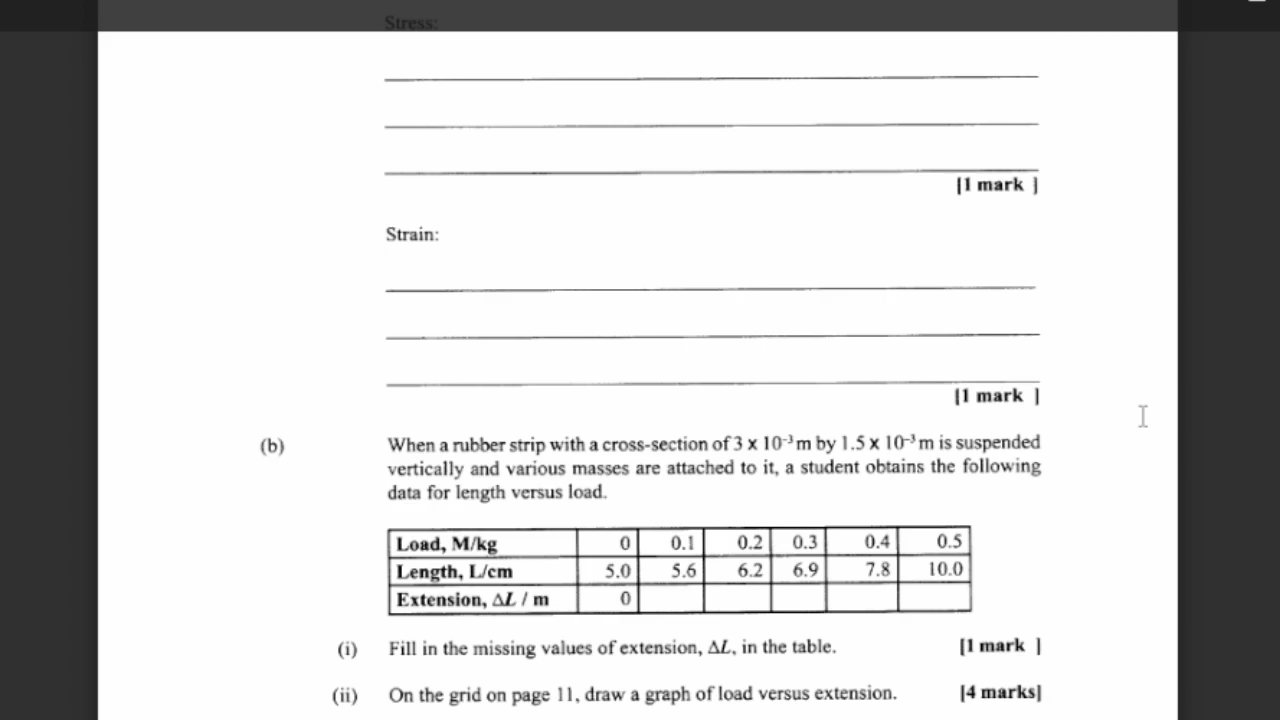 Stress:
[1 mark ]
Strain:
[1 mark ]
(b) When a rubber strip with a cross-section of 3 x 10⁻³ m by 1.5 x 10⁻³ m is suspended
vertically and various masses are attached to it, a student obtains the following
data for length versus load.
Load, M/kg 0 0.1 0.2 0.3 0.4 0.5
Length, L/cm 5.0 5.6 6.2 6.9 7.8 10.0
Extension, ΔL / m 0
(i) Fill in the missing values of extension, ΔL, in the table. [1 mark ]
(ii) On the grid on page 11, draw a graph of load versus extension. [4 marks]